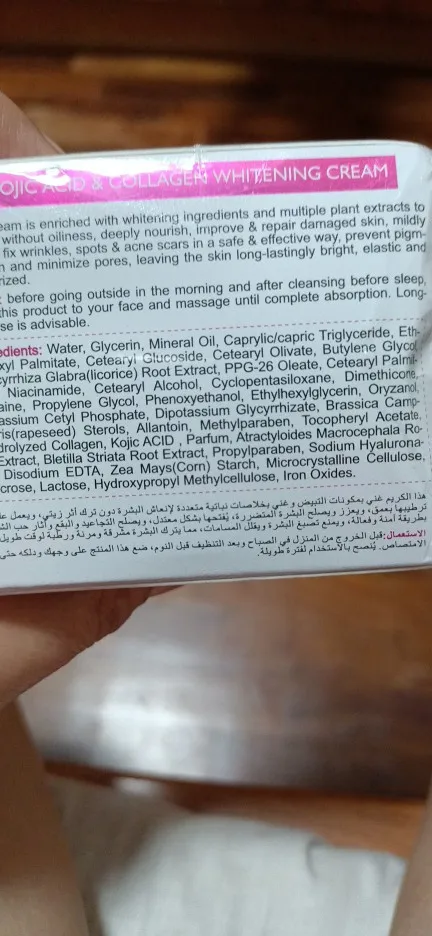 OJIC ACID & COLLAGEN WHITENING CREAM
eam is enriched with whitening ingredients and multiple plant extracts to
without oiliness, deeply nourish, improve & repair damaged skin, mildly
fix wrinkles, spots & acne scars in a safe & effective way, prevent pigm-
n and minimize pores, leaving the skin long-lastingly bright, elastic and
rized.
: before going outside in the morning and after cleansing before sleep,
this product to your face and massage until complete absorption. Long-
se is advisable.
edients: Water, Glycerin, Mineral Oil, Caprylic/capric Triglyceride, Eth-
xyl Palmitate, Cetearyl Glucoside, Cetearyl Olivate, Butylene Glycol,
cyrrhiza Glabra(licorice) Root Extract, PPG-26 Oleate, Cetearyl Palmi-
Niacinamide, Cetearyl Alcohol, Cyclopentasiloxane, Dimethicone,
aine, Propylene Glycol, Phenoxyethanol, Ethylhexylglycerin, Oryzanol,
assium Cetyl Phosphate, Dipotassium Glycyrrhizate, Brassica Camp-
ris(rapeseed) Sterols, Allantoin, Methylparaben, Tocopheryl Acetate,
drolyzed Collagen, Kojic ACID , Parfum, Atractyloides Macrocephala Ro-
Extract, Bletilla Striata Root Extract, Propylparaben, Sodium Hyalurona-
Disodium EDTA, Zea Mays(Corn) Starch, Microcrystalline Cellulose,
crose, Lactose, Hydroxypropyl Methylcellulose, Iron Oxides.
هذا الكريم غني بمكونات التبيض وغني بخلاصات نباتية متعددة لإنعاش البشرة دون ترك أثر زيتي، ويعمل
ترطيبها بعمق، ويعزز ويصلح البشرة المتضررة، يُفتحها بشكل معتدل، ويصلح التجاعيد والبقع وآثار حب
بطريقة آمنة وفعالة، ويمنع تصبغ البشرة ويقلل المسامات، مما يترك البشرة مشرقة ومرنة ورطبة لوقت طويل.
الاستعمال: قبل الخروج من المنزل في الصباح وبعد التنظيف قبل النوم، ضع هذا المنتج على وجهك ودلكه حتى
الامتصاص. يُنصح بالاستخدام لفترة طويلة.